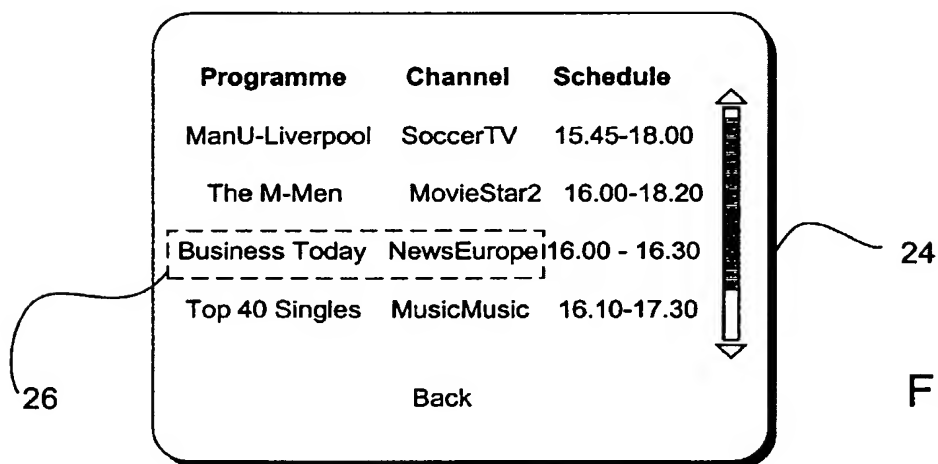 Programme Channel Schedule
ManU-Liverpool SoccerTV 15.45-18.00
The M-Men MovieStar2 16.00-18.20
Business Today NewsEurope 16.00 - 16.30
24
Top 40 Singles MusicMusic 16.10-17.30
26
Back
F